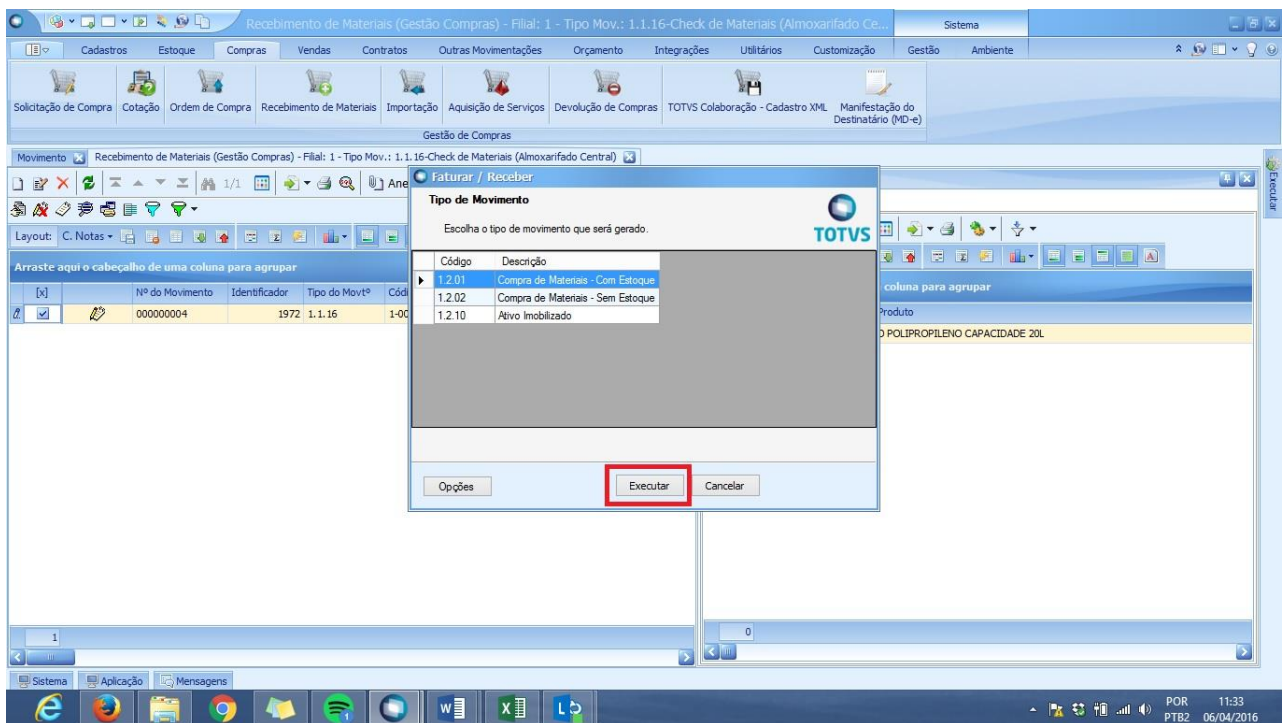 Recebimento de Materiais (Gestão Compras) - Filial: 1 - Tipo Mov.: 1.1.16-Check de Materiais (Almoxarifado Ce...
Sistema
Cadastros Estoque Compras Vendas Contratos Outras Movimentações Orçamento Integrações Utilitários Customização Gestão Ambiente
Solicitação de Compra Cotação Ordem de Compra Recebimento de Materiais Importação Aquisição de Serviços Devolução de Compras TOTVS Colaboração - Cadastro XML Manifestação do
Destinatário (MD-e)
Gestão de Compras
Movimento Recebimento de Materiais (Gestão Compras) - Filial: 1 - Tipo Mov.: 1.1.16-Check de Materiais (Almoxarifado Central)
Executar
1/1 Ane
Faturar / Receber
Tipo de Movimento
Escolha o tipo de movimento que será gerado.
TOTVS
Layout: C. Notas
Código Descrição
1.2.01 Compra de Materiais - Com Estoque
1.2.02 Compra de Materiais - Sem Estoque
1.2.10 Ativo Imobilizado
Opções Executar Cancelar
Arraste aqui o cabeçalho de uma coluna para agrupar
[x] Nº do Movimento Identificador Tipo do Movtº Códi
000000004 1972 1.1.16 1-00
coluna para agrupar
Produto
O POLIPROPILENO CAPACIDADE 20L
1
0
Sistema Aplicação Mensagens
POR 11:33
PTB2 06/04/2016